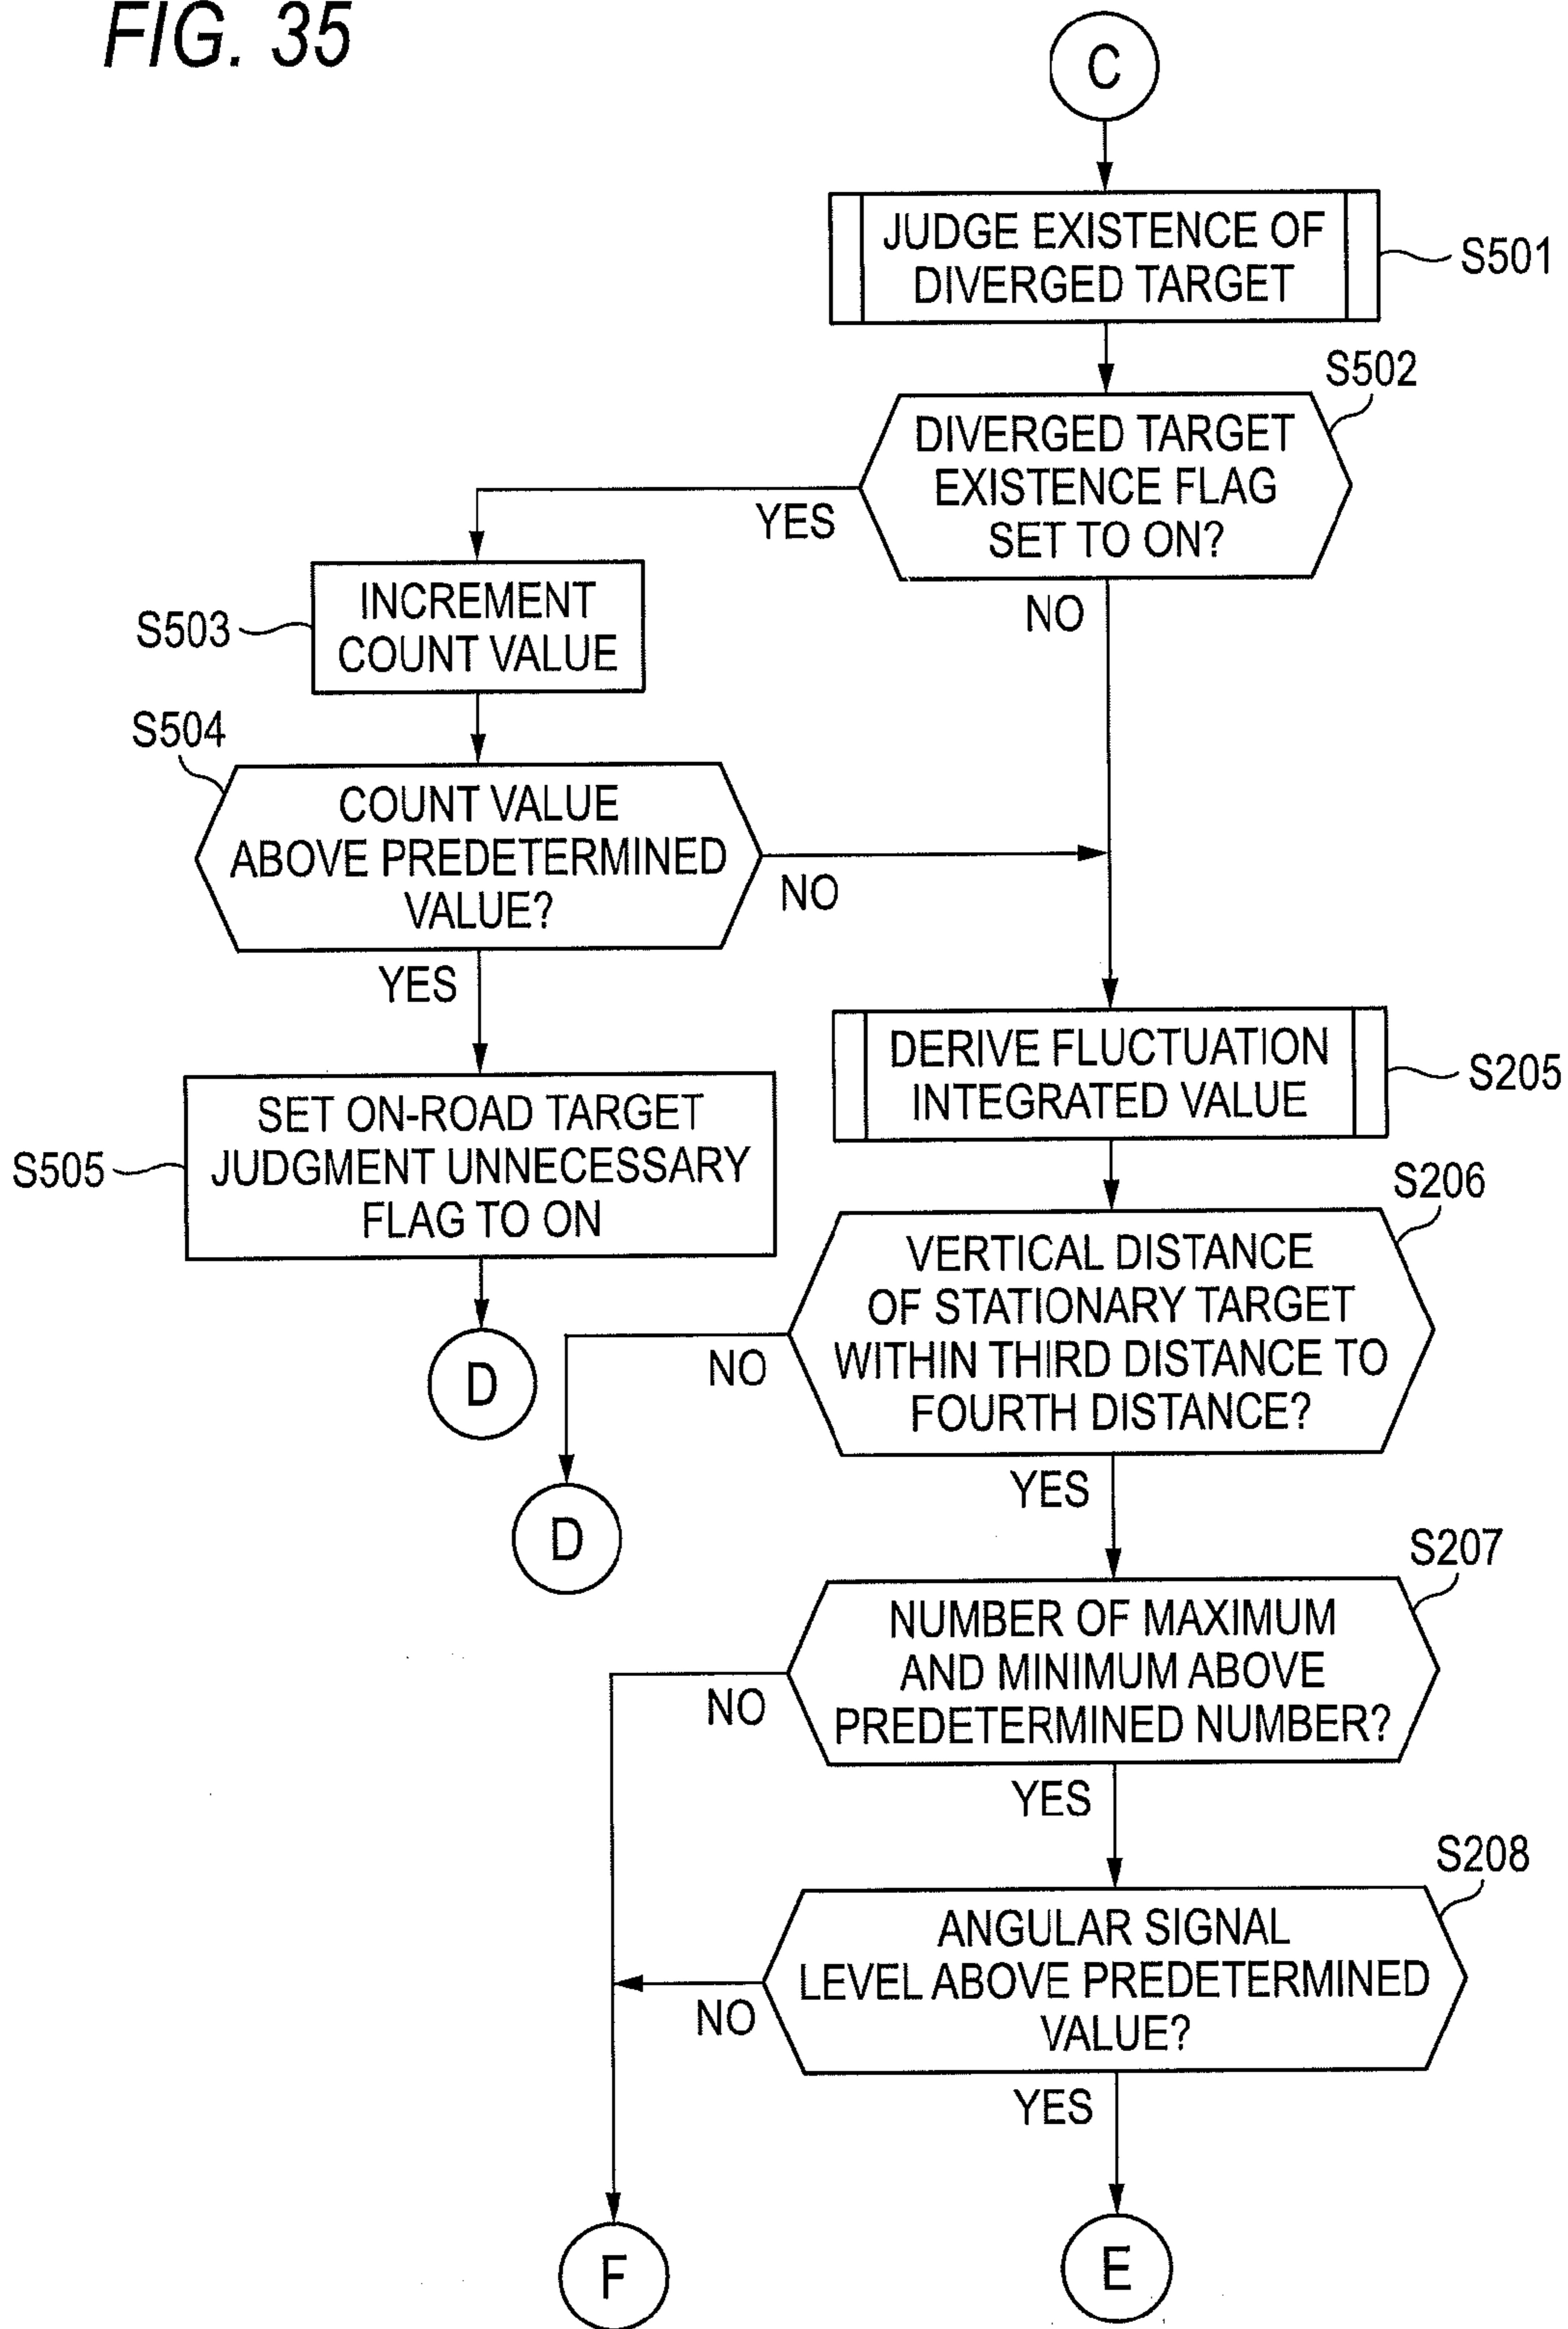 FIG. 35
C
JUDGE EXISTENCE OF
DIVERGED TARGET
S501
S502
DIVERGED TARGET
EXISTENCE FLAG
SET TO ON?
YES
NO
S503
INCREMENT
COUNT VALUE
S504
COUNT VALUE
ABOVE PREDETERMINED
VALUE?
NO
YES
DERIVE FLUCTUATION
INTEGRATED VALUE
S205
S505
SET ON-ROAD TARGET
JUDGMENT UNNECESSARY
FLAG TO ON
D
S206
VERTICAL DISTANCE
OF STATIONARY TARGET
WITHIN THIRD DISTANCE TO
FOURTH DISTANCE?
NO
D
YES
S207
NUMBER OF MAXIMUM
AND MINIMUM ABOVE
PREDETERMINED NUMBER?
NO
YES
S208
ANGULAR SIGNAL
LEVEL ABOVE PREDETERMINED
VALUE?
NO
YES
F
E